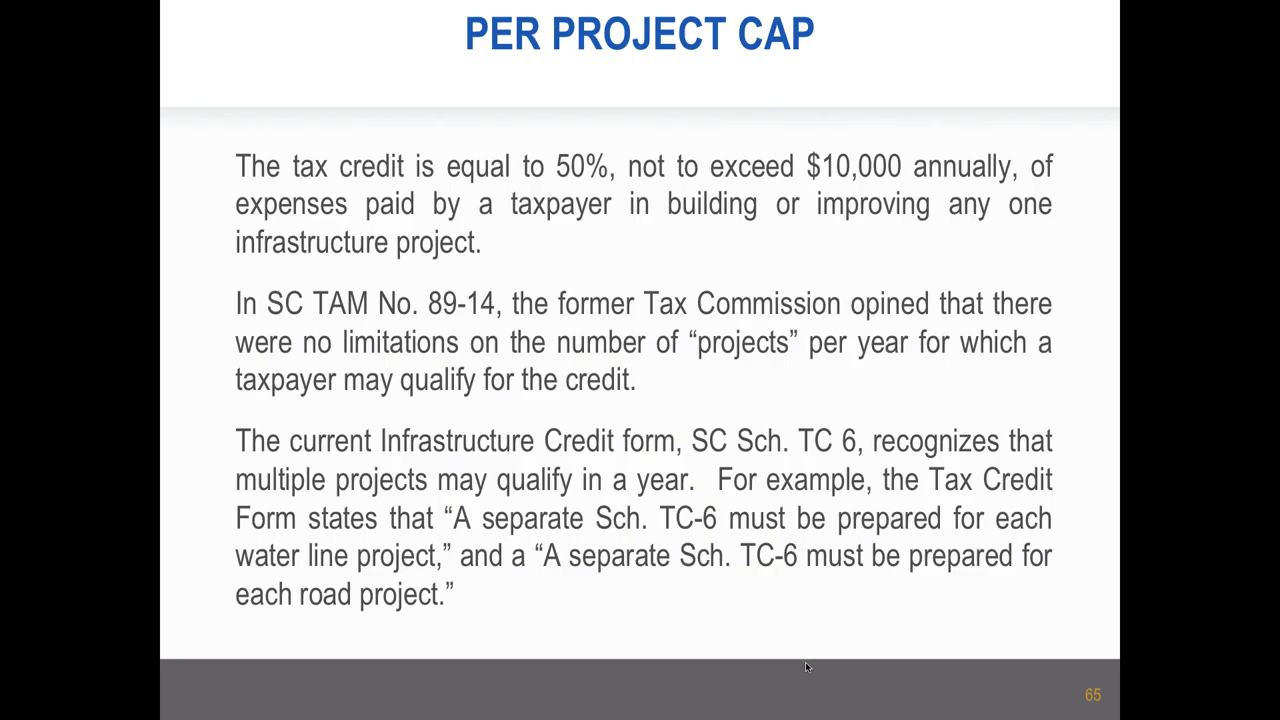 PER PROJECT CAP
The tax credit is equal to 50%, not to exceed $10,000 annually, of
expenses paid by a taxpayer in building or improving any one
infrastructure project.
In SC TAM No. 89-14, the former Tax Commission opined that there
were no limitations on the number of “projects” per year for which a
taxpayer may qualify for the credit.
The current Infrastructure Credit form, SC Sch. TC 6, recognizes that
multiple projects may qualify in a year.  For example, the Tax Credit
Form states that “A separate Sch. TC-6 must be prepared for each
water line project,” and a “A separate Sch. TC-6 must be prepared for
each road project.”
65